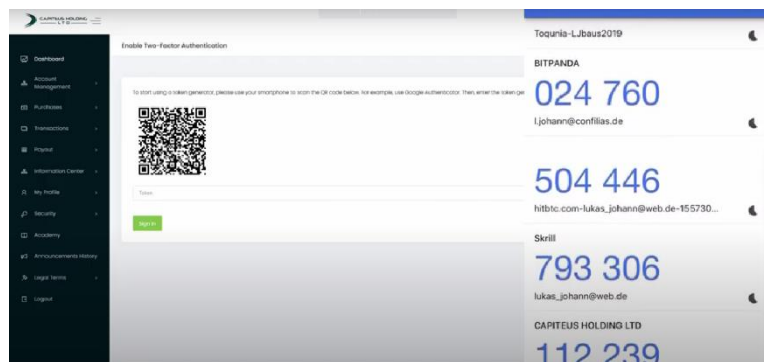 CAPITEUS HOLDING
LTD
Dashboard
Account
Management
Purchases
Transactions
Payout
Information Center
My Profile
Security
Academy
Announcements History
Legal Terms
Logout
Enable Two-Factor Authentication
To start using a token generator, please use your smartphone to scan the QR code below. For example, use Google Authenticator. Then, enter the token ge
Token
Sign in
Toqunia-LJbaus2019
BITPANDA
024 760
l.johann@confilias.de
504 446
hitbtc.com-lukas_johann@web.de-155730...
Skrill
793 306
lukas_johann@web.de
CAPITEUS HOLDING LTD
112 239